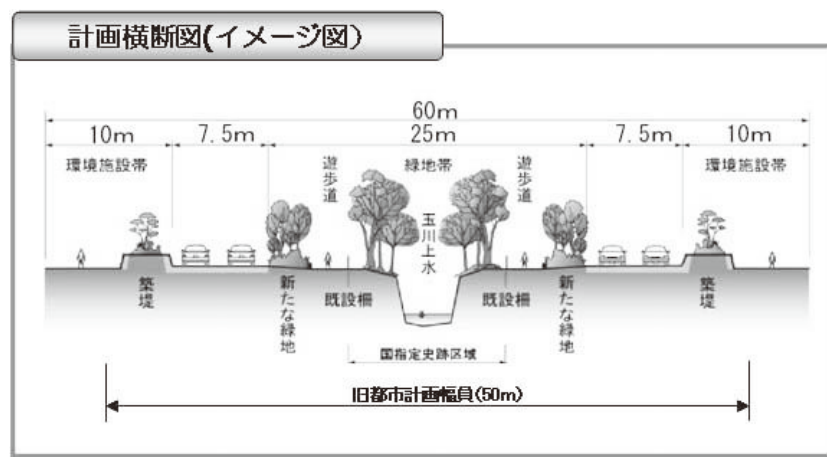 計画横断図(イメージ図)
60m
10m 7.5m 25m 7.5m 10m
環境施設帯 遊歩道 緑地帯 遊歩道 環境施設帯
玉川上水
築堤 新たな緑地 既設柵 既設柵 新たな緑地 築堤
国指定史跡区域
旧都市計画幅員(50m)